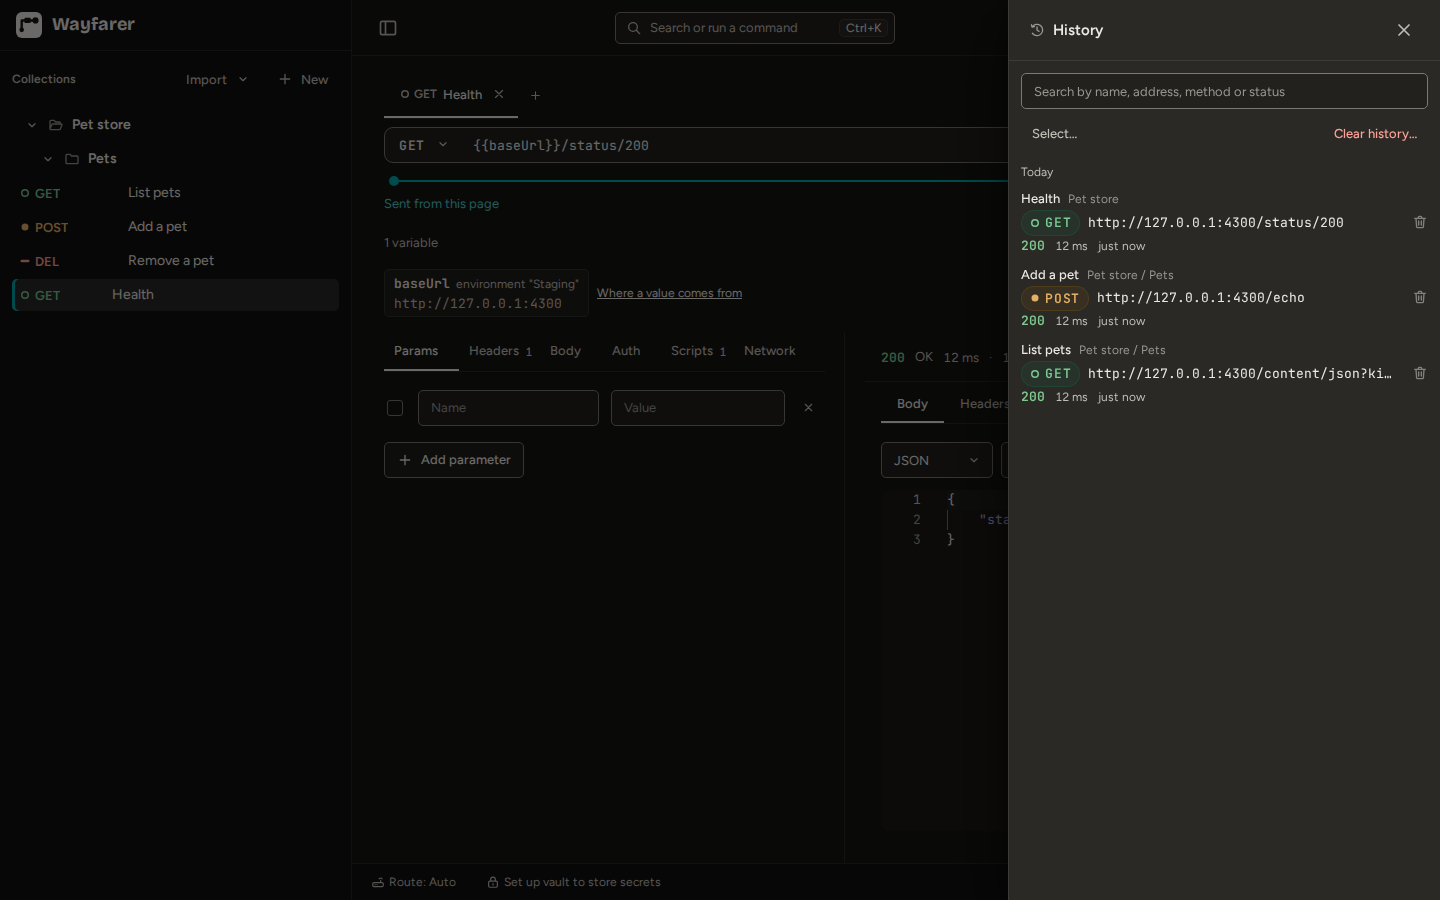 Wayfarer
Collections
Import
New
Pet store
Pets
GET List pets
POST Add a pet
DEL Remove a pet
GET Health
Search or run a command
Ctrl+K
GET Health
GET
{{baseUrl}}/status/200
Sent from this page
1 variable
baseUrl environment "Staging"
http://127.0.0.1:4300
Where a value comes from
Params
Headers 1
Body
Auth
Scripts 1
Network
Name
Value
Add parameter
200 OK 12 ms · 1
Body
Headers
JSON
1 {
2 "sta
3 }
Route: Auto
Set up vault to store secrets
History
Search by name, address, method or status
Select...
Clear history...
Today
Health Pet store
GET http://127.0.0.1:4300/status/200
200 12 ms just now
Add a pet Pet store / Pets
POST http://127.0.0.1:4300/echo
200 12 ms just now
List pets Pet store / Pets
GET http://127.0.0.1:4300/content/json?ki…
200 12 ms just now